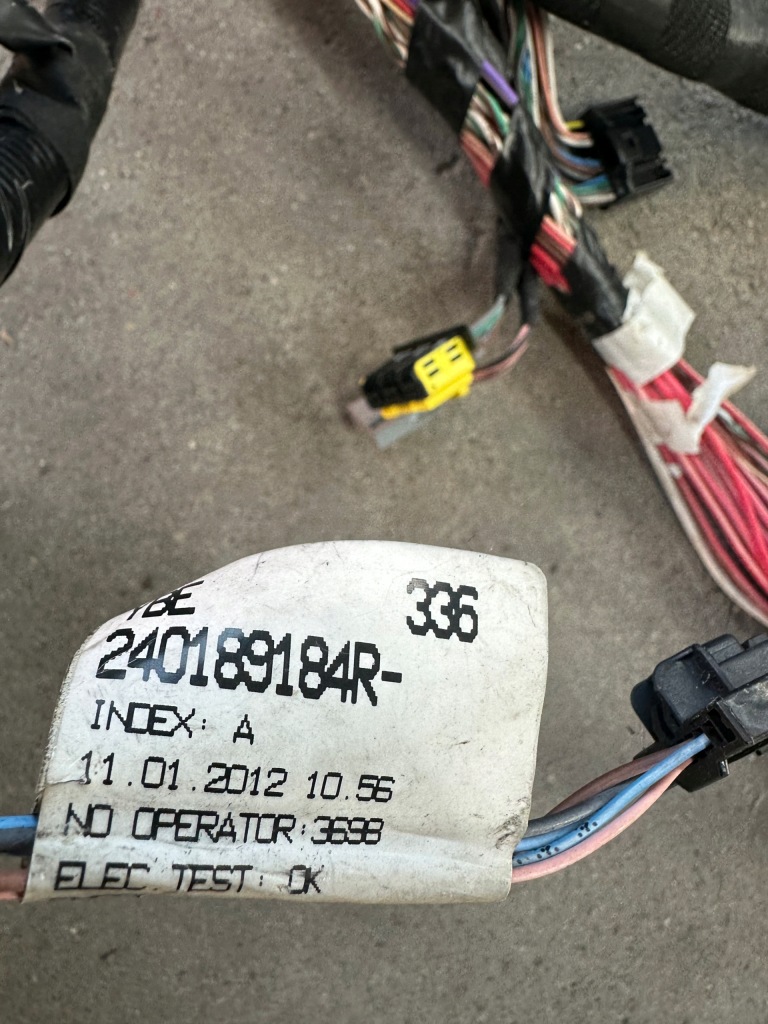 336
240189184R-
INDEX: A
11.01.2012 10.56
NO OPERATOR:3698
ELEC TEST: OK